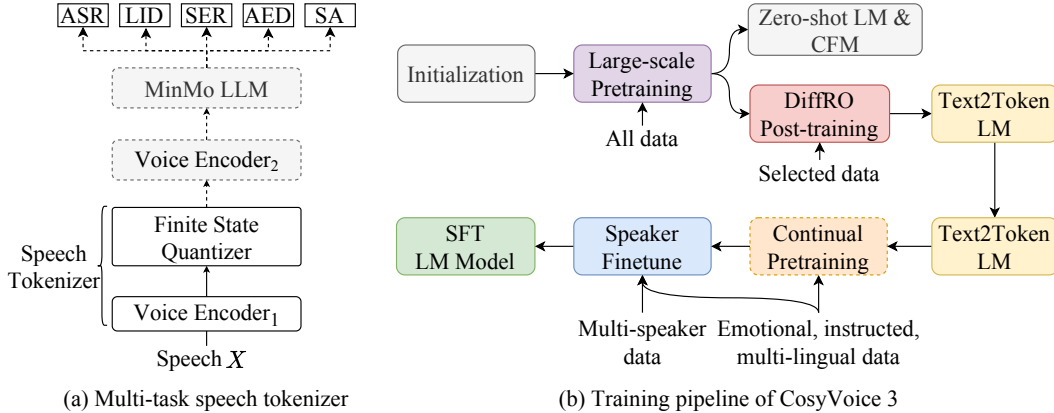 ASR LID SER AED SA
MinMo LLM
Voice Encoder₂
Finite State
Quantizer
Speech
Tokenizer
Voice Encoder₁
Speech X
(a) Multi-task speech tokenizer
Initialization
Large-scale
Pretraining
All data
Zero-shot LM &
CFM
DiffRO
Post-training
Selected data
Text2Token
LM
Text2Token
LM
Continual
Pretraining
Speaker
Finetune
SFT
LM Model
Multi-speaker
data
Emotional, instructed,
multi-lingual data
(b) Training pipeline of CosyVoice 3